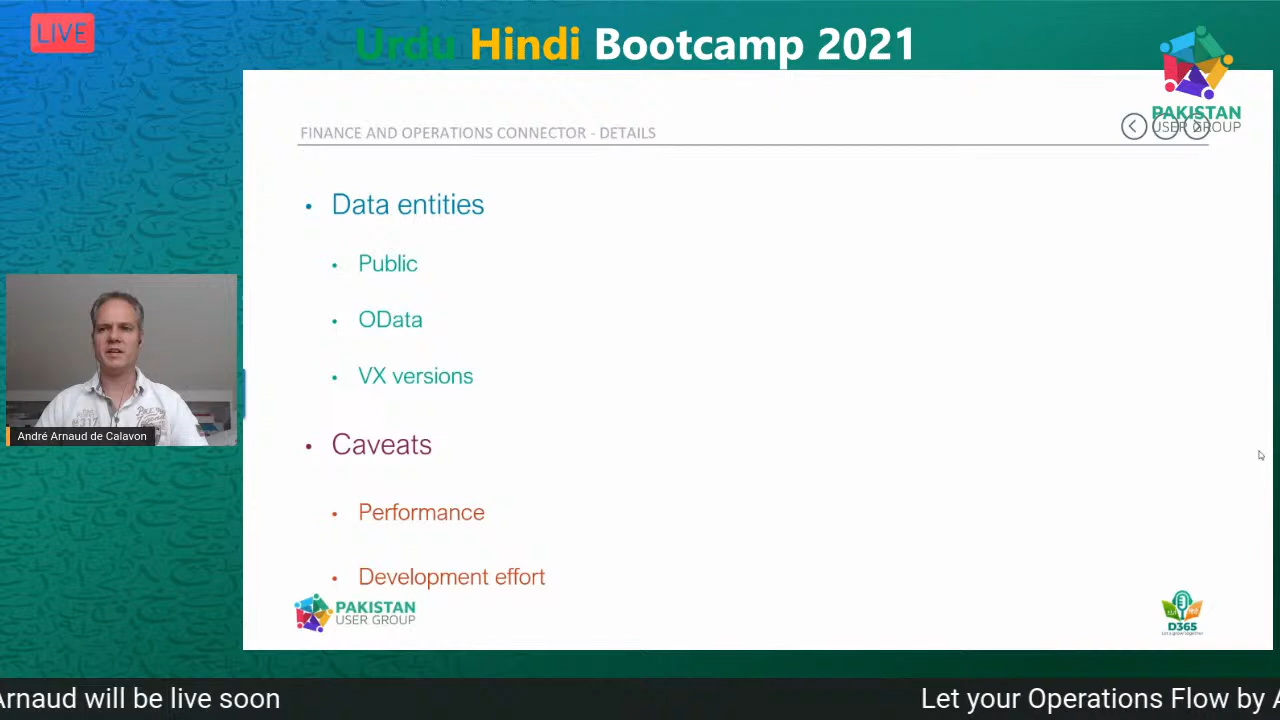 LIVE
Urdu Hindi Bootcamp 2021
PAKISTAN
USER GROUP
FINANCE AND OPERATIONS CONNECTOR - DETAILS
• Data entities
• Public
• OData
• VX versions
• Caveats
• Performance
• Development effort
André Arnaud de Calavon
PAKISTAN
USER GROUP
D365
Arnaud will be live soon
Let your Operations Flow by A